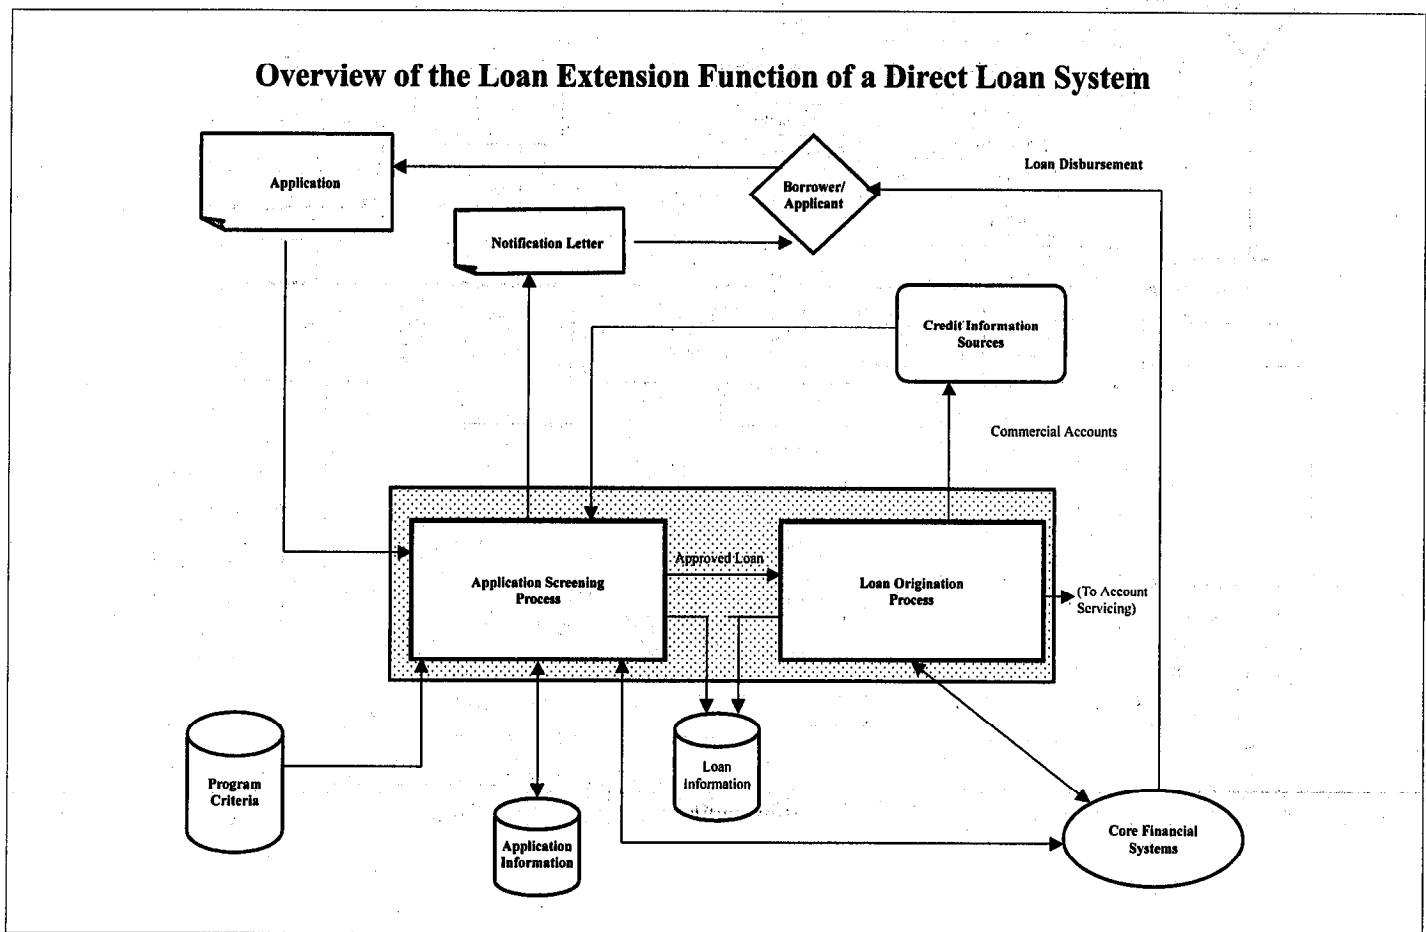 Overview of the Loan Extension Function of a Direct Loan System
Application
Borrower/
Applicant
Loan Disbursement
Notification Letter
Credit Information
Sources
Commercial Accounts
Application Screening
Process
Approved Loan
Loan Origination
Process
(To Account
Servicing)
Program
Criteria
Application
Information
Loan
Information
Core Financial
Systems